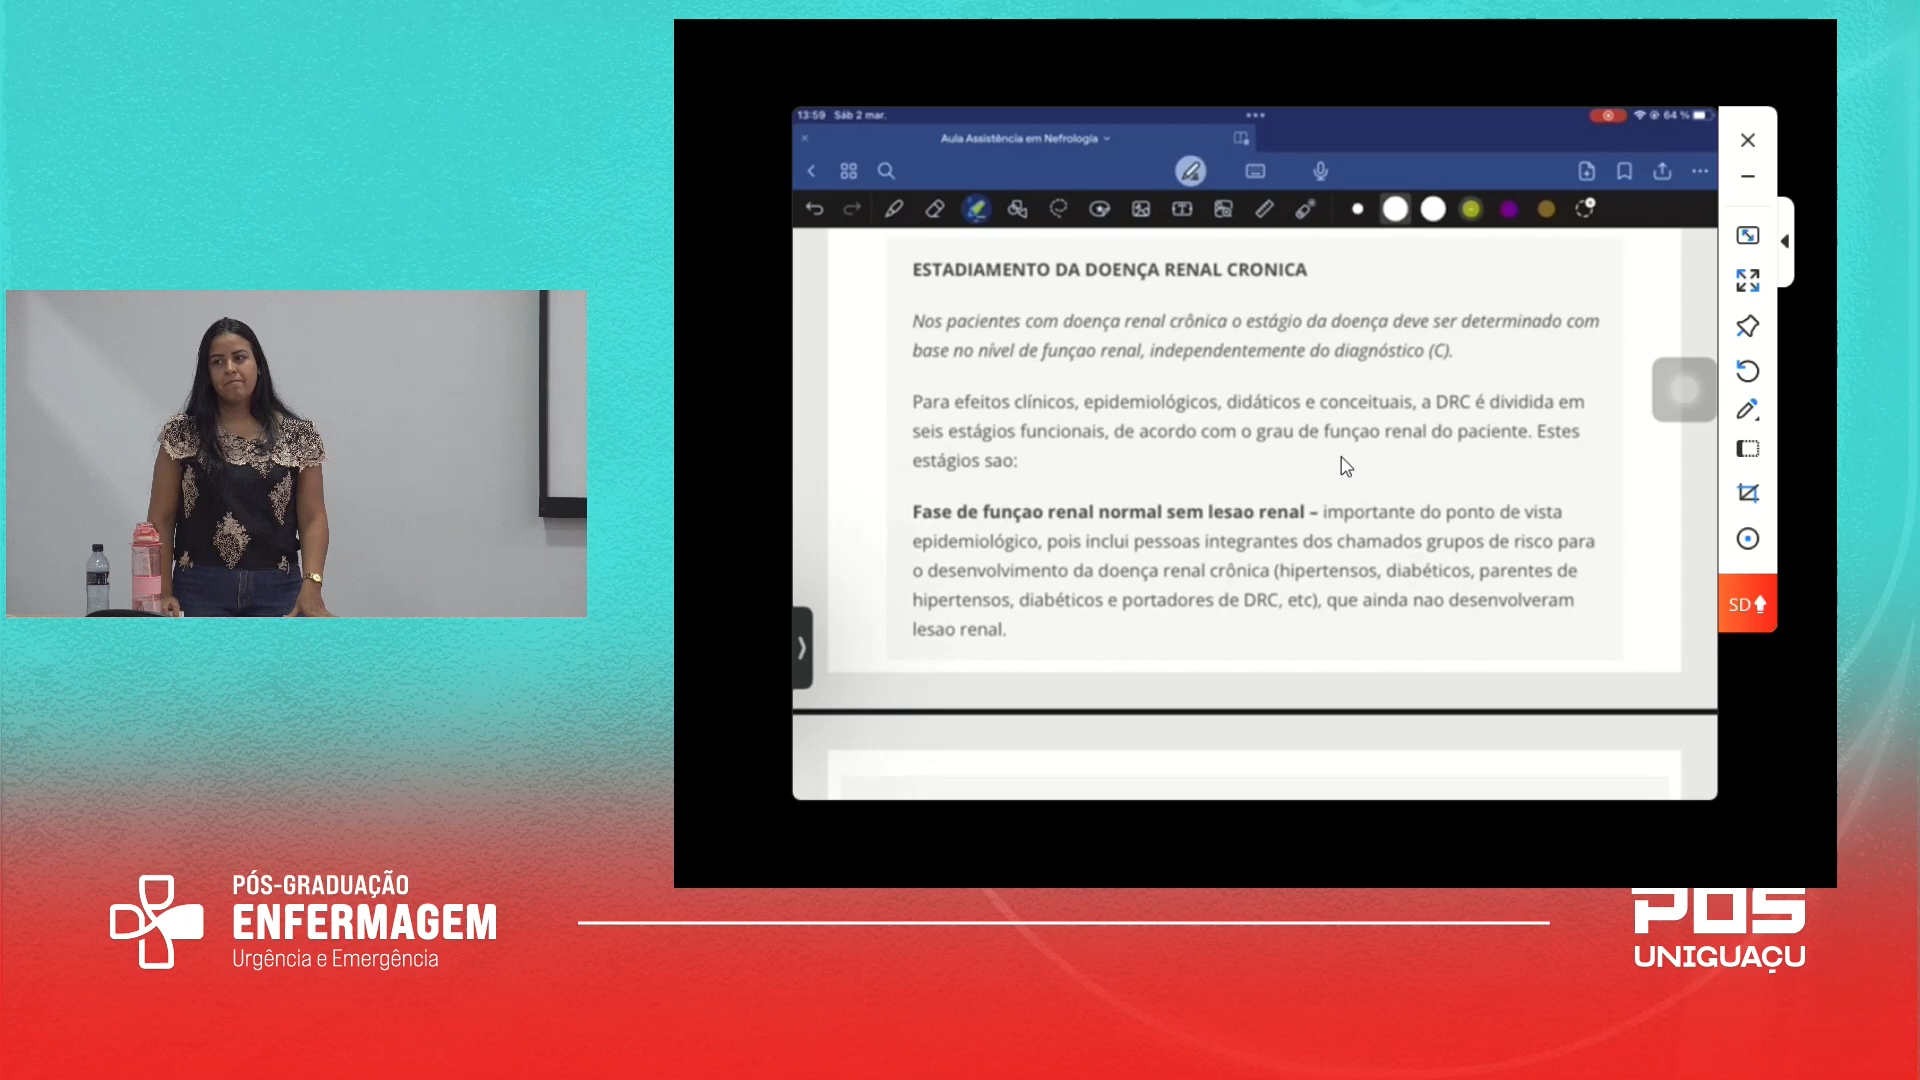 13:59 Sáb 2 mar.
64 %
Aula Assistência em Nefrologia
ESTADIAMENTO DA DOENÇA RENAL CRONICA
Nos pacientes com doença renal crônica o estágio da doença deve ser determinado com
base no nível de funçao renal, independentemente do diagnóstico (C).
Para efeitos clínicos, epidemiológicos, didáticos e conceituais, a DRC é dividida em
seis estágios funcionais, de acordo com o grau de funçao renal do paciente. Estes
estágios sao:
Fase de funçao renal normal sem lesao renal – importante do ponto de vista
epidemiológico, pois inclui pessoas integrantes dos chamados grupos de risco para
o desenvolvimento da doença renal crônica (hipertensos, diabéticos, parentes de
hipertensos, diabéticos e portadores de DRC, etc), que ainda nao desenvolveram
lesao renal.
SD
PÓS-GRADUAÇÃO
ENFERMAGEM
Urgência e Emergência
PÓS
UNIGUAÇU